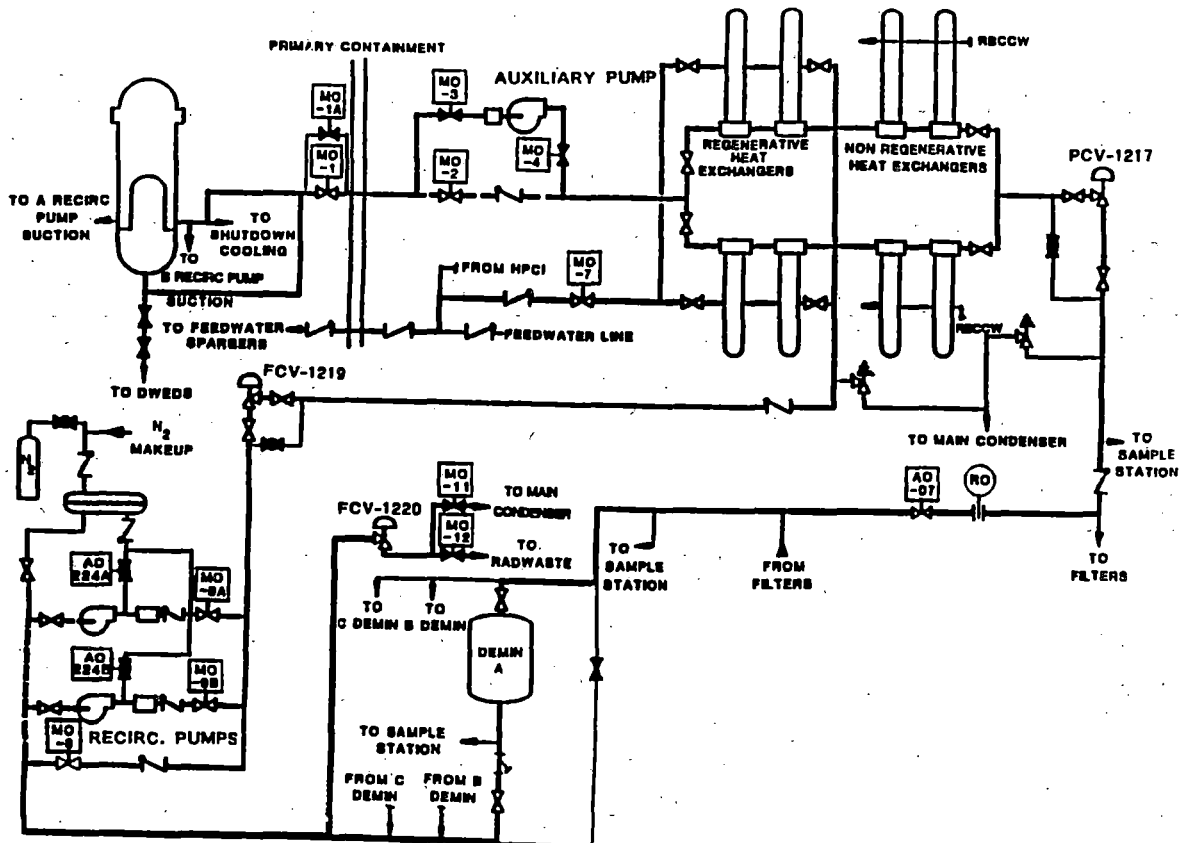 PRIMARY CONTAINMENT
MO
-1A
MO
-1
AUXILIARY PUMP
MO
-3
MO
-4
MO
-2
RBCCW
REGENERATIVE
HEAT
EXCHANGERS
NON REGENERATIVE
HEAT EXCHANGERS
PCV-1217
TO A RECIRC
PUMP
SUCTION
TO
SHUTDOWN
COOLING
TO
B RECIRC PUMP
SUCTION
FROM HPCI
MO
-7
TO FEEDWATER
SPARGERS
FEEDWATER LINE
RBCCW
TO DWEDS
FCV-1219
N2
N2
MAKEUP
TO MAIN CONDENSER
TO
SAMPLE
STATION
MO
-11
TO MAIN
CONDENSER
FCV-1220
MO
-12
TO
RADWASTE
AO
-07
RO
TO
SAMPLE
STATION
FROM
FILTERS
TO
FILTERS
AO
224A
MO
-8A
TO
C DEMIN
TO
B DEMIN
DEMIN
A
AO
224B
MO
-8B
RECIRC. PUMPS
MO
TO SAMPLE
STATION
FROM C
DEMIN
FROM B
DEMIN